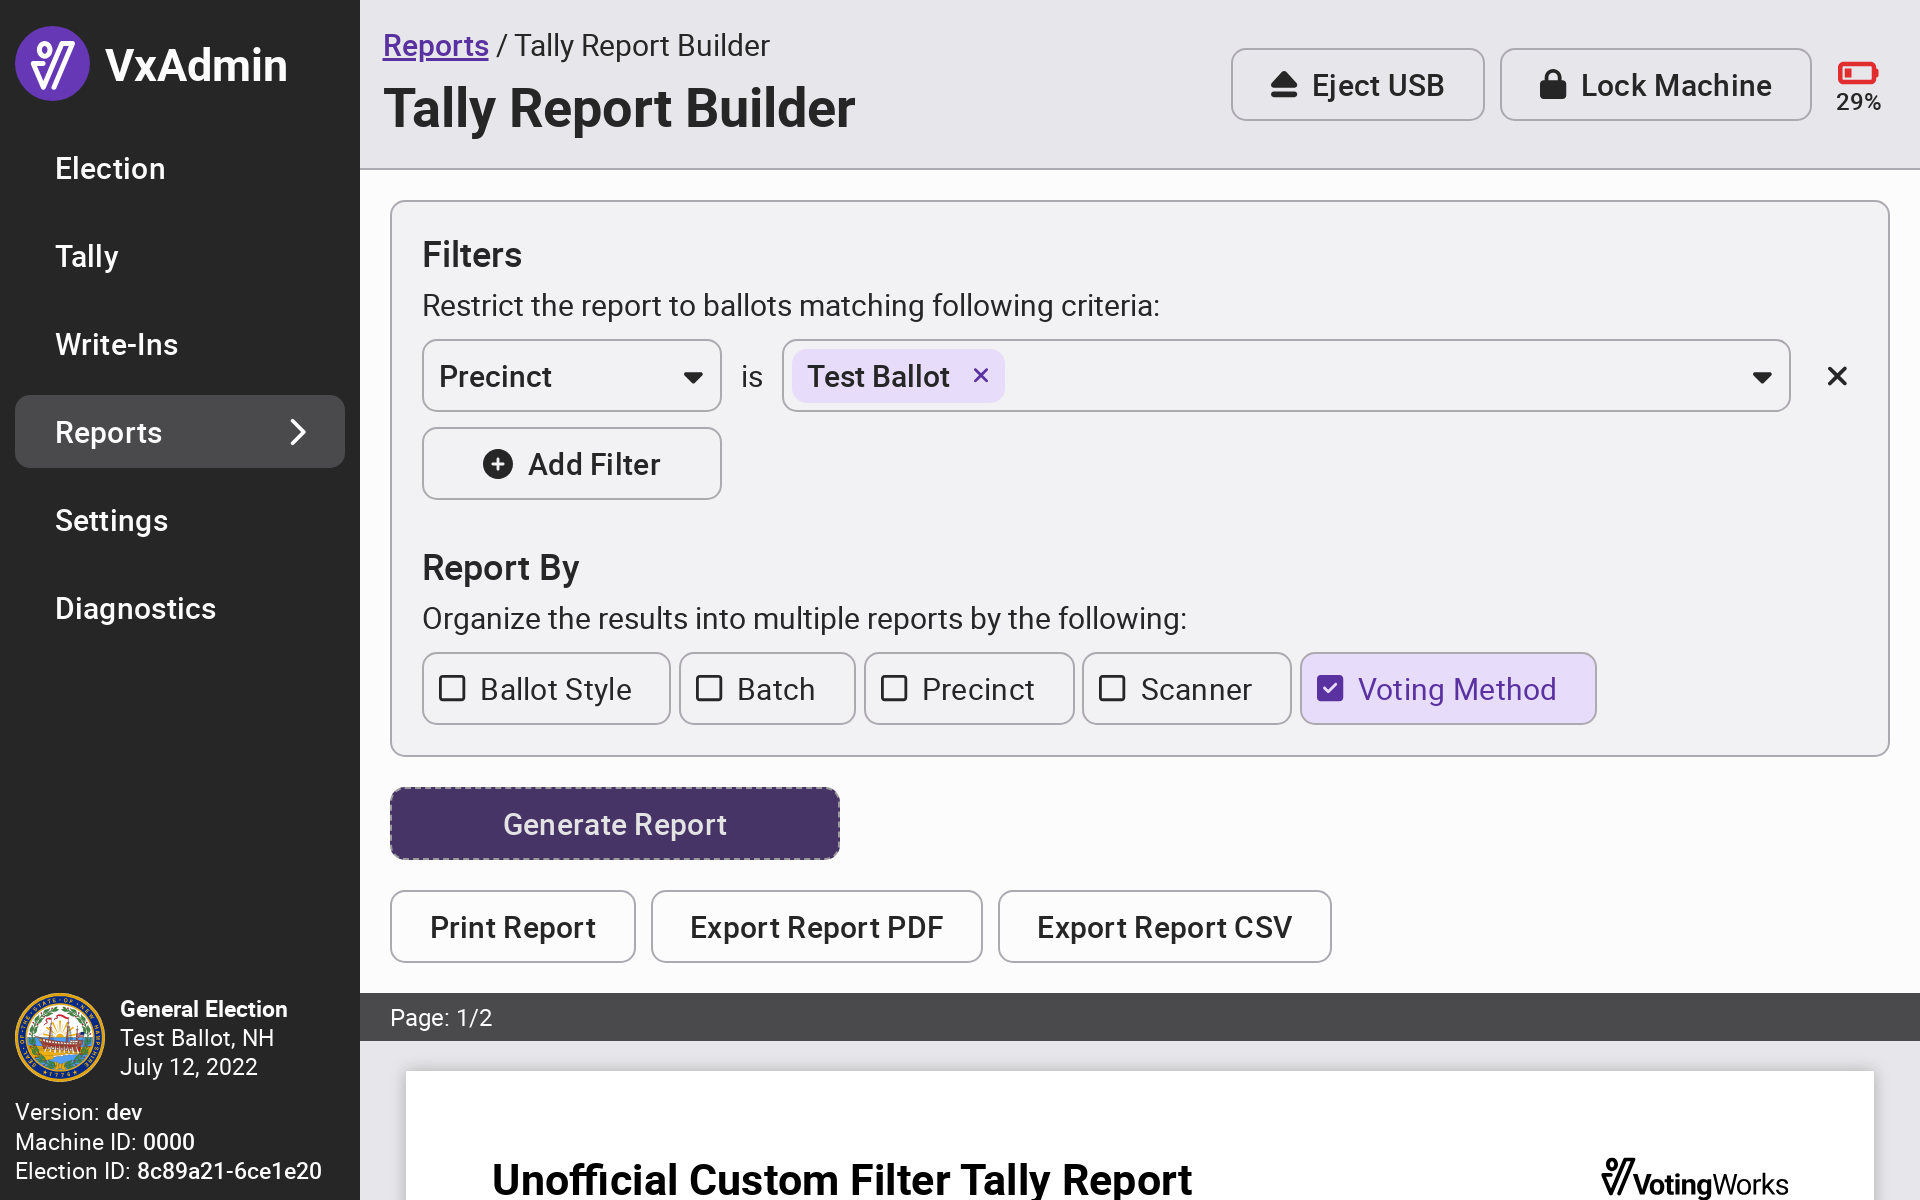 VxAdmin
Election
Tally
Write-Ins
Reports
Settings
Diagnostics
General Election
Test Ballot, NH
July 12, 2022
Version: dev
Machine ID: 0000
Election ID: 8c89a21-6ce1e20
Reports / Tally Report Builder
Tally Report Builder
Eject USB
Lock Machine
29%
Filters
Restrict the report to ballots matching following criteria:
Precinct is Test Ballot
Add Filter
Report By
Organize the results into multiple reports by the following:
Ballot Style Batch Precinct Scanner Voting Method
Generate Report
Print Report Export Report PDF Export Report CSV
Page: 1/2
Unofficial Custom Filter Tally Report
VotingWorks